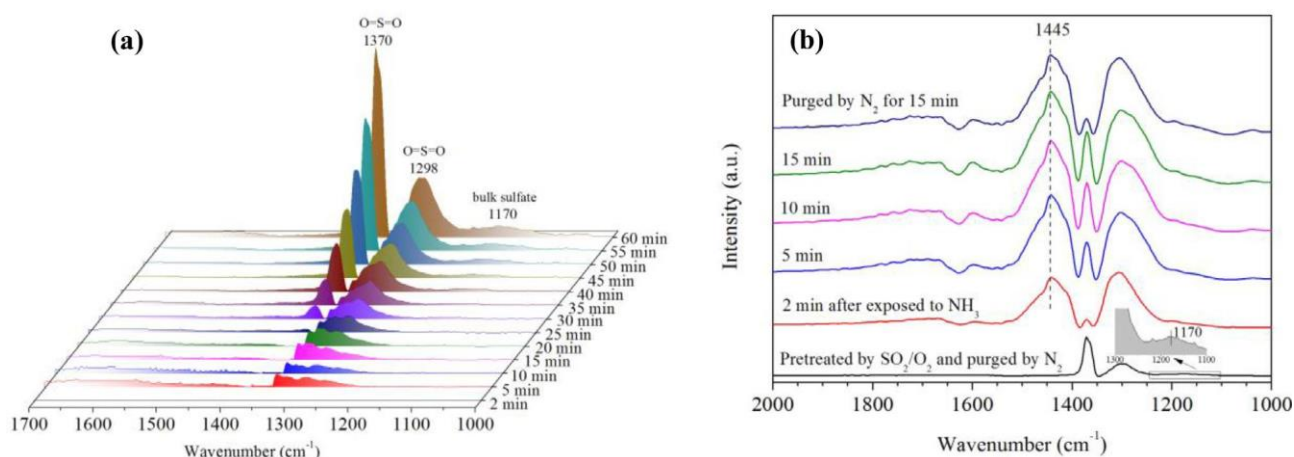 (a)
O=S=O
1370
O=S=O
1298
bulk sulfate
1170
60 min
55 min
50 min
45 min
40 min
35 min
30 min
25 min
20 min
15 min
10 min
5 min
2 min
1700 1600 1500 1400 1300 1200 1100 1000
Wavenumber (cm⁻¹)
(b)
1445
Purged by N₂ for 15 min
15 min
10 min
5 min
2 min after exposed to NH₃
Pretreated by SO₂/O₂ and purged by N₂
1170
1300 1200 1100
Intensity (a.u.)
2000 1800 1600 1400 1200 1000
Wavenumber (cm⁻¹)